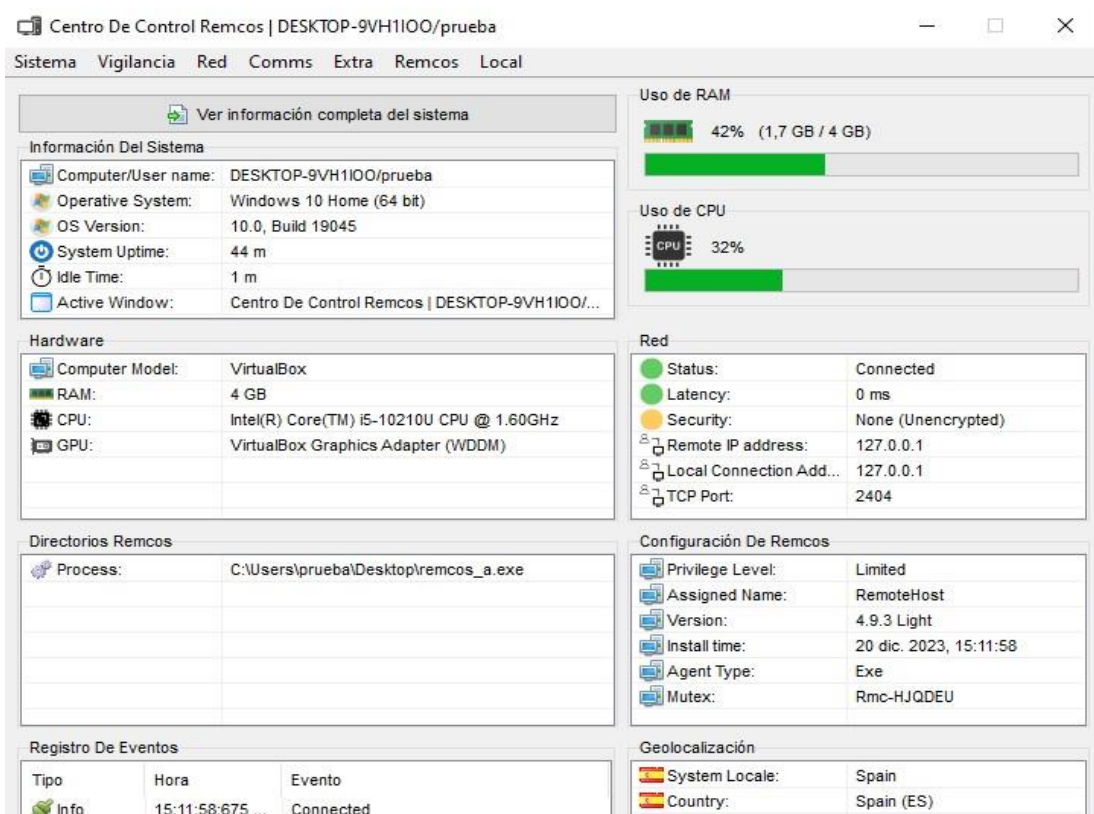 Centro De Control Remcos | DESKTOP-9VH1IOO/prueba
Sistema Vigilancia Red Comms Extra Remcos Local
Ver información completa del sistema
Información Del Sistema
Computer/User name: DESKTOP-9VH1IOO/prueba
Operative System: Windows 10 Home (64 bit)
OS Version: 10.0, Build 19045
System Uptime: 44 m
Idle Time: 1 m
Active Window: Centro De Control Remcos | DESKTOP-9VH1IOO/...
Uso de RAM
42% (1,7 GB / 4 GB)
Uso de CPU
CPU
32%
Hardware
Computer Model: VirtualBox
RAM: 4 GB
CPU: Intel(R) Core(TM) i5-10210U CPU @ 1.60GHz
GPU: VirtualBox Graphics Adapter (WDDM)
Red
Status: Connected
Latency: 0 ms
Security: None (Unencrypted)
Remote IP address: 127.0.0.1
Local Connection Add... 127.0.0.1
TCP Port: 2404
Directorios Remcos
Process: C:\Users\prueba\Desktop\remcos_a.exe
Configuración De Remcos
Privilege Level: Limited
Assigned Name: RemoteHost
Version: 4.9.3 Light
Install time: 20 dic. 2023, 15:11:58
Agent Type: Exe
Mutex: Rmc-HJQDEU
Registro De Eventos
Tipo Hora Evento
Info 15:11:58:675 ... Connected
Geolocalización
System Locale: Spain
Country: Spain (ES)